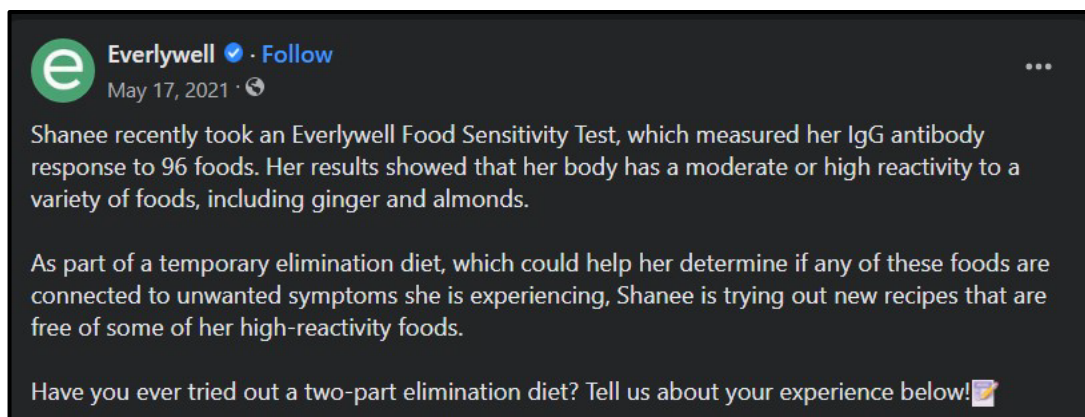 Everlywell · Follow
May 17, 2021 ·
Shanee recently took an Everlywell Food Sensitivity Test, which measured her IgG antibody
response to 96 foods. Her results showed that her body has a moderate or high reactivity to a
variety of foods, including ginger and almonds.
As part of a temporary elimination diet, which could help her determine if any of these foods are
connected to unwanted symptoms she is experiencing, Shanee is trying out new recipes that are
free of some of her high-reactivity foods.
Have you ever tried out a two-part elimination diet? Tell us about your experience below!📝